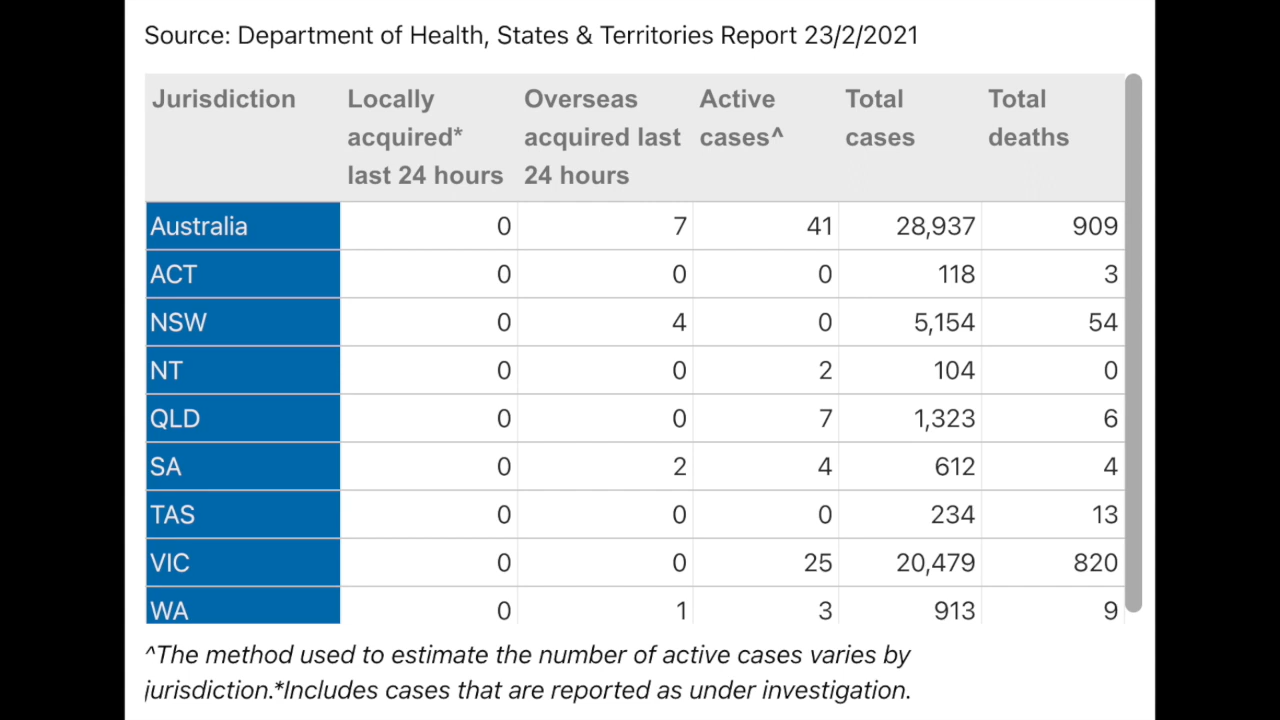 Source: Department of Health, States & Territories Report 23/2/2021
Jurisdiction Locally acquired* last 24 hours Overseas acquired last 24 hours Active cases^ Total cases Total deaths
Australia 0 7 41 28,937 909
ACT 0 0 0 118 3
NSW 0 4 0 5,154 54
NT 0 0 2 104 0
QLD 0 0 7 1,323 6
SA 0 2 4 612 4
TAS 0 0 0 234 13
VIC 0 0 25 20,479 820
WA 0 1 3 913 9
^The method used to estimate the number of active cases varies by
jurisdiction.*Includes cases that are reported as under investigation.